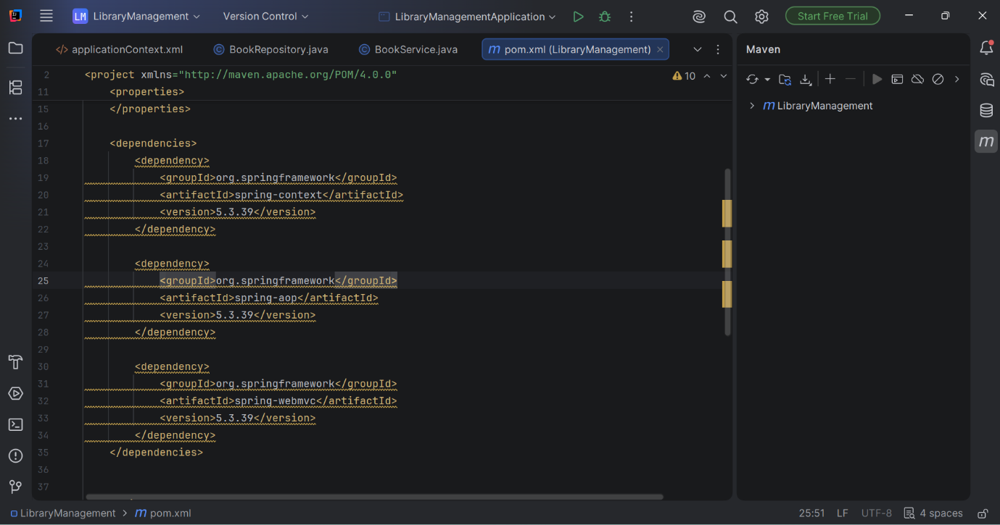 LM LibraryManagement Version Control LibraryManagementApplication Start Free Trial
applicationContext.xml BookRepository.java BookService.java pom.xml (LibraryManagement) Maven
2 <project xmlns="http://maven.apache.org/POM/4.0.0" 10
11 <properties>
15 </properties>
m LibraryManagement
16
17 <dependencies>
18 <dependency>
19 <groupId>org.springframework</groupId>
20 <artifactId>spring-context</artifactId>
21 <version>5.3.39</version>
22 </dependency>
23
24 <dependency>
25 <groupId>org.springframework</groupId>
26 <artifactId>spring-aop</artifactId>
27 <version>5.3.39</version>
28 </dependency>
29
30 <dependency>
31 <groupId>org.springframework</groupId>
32 <artifactId>spring-webmvc</artifactId>
33 <version>5.3.39</version>
34 </dependency>
35 </dependencies>
36
37
LibraryManagement > m pom.xml 25:51 LF UTF-8 4 spaces